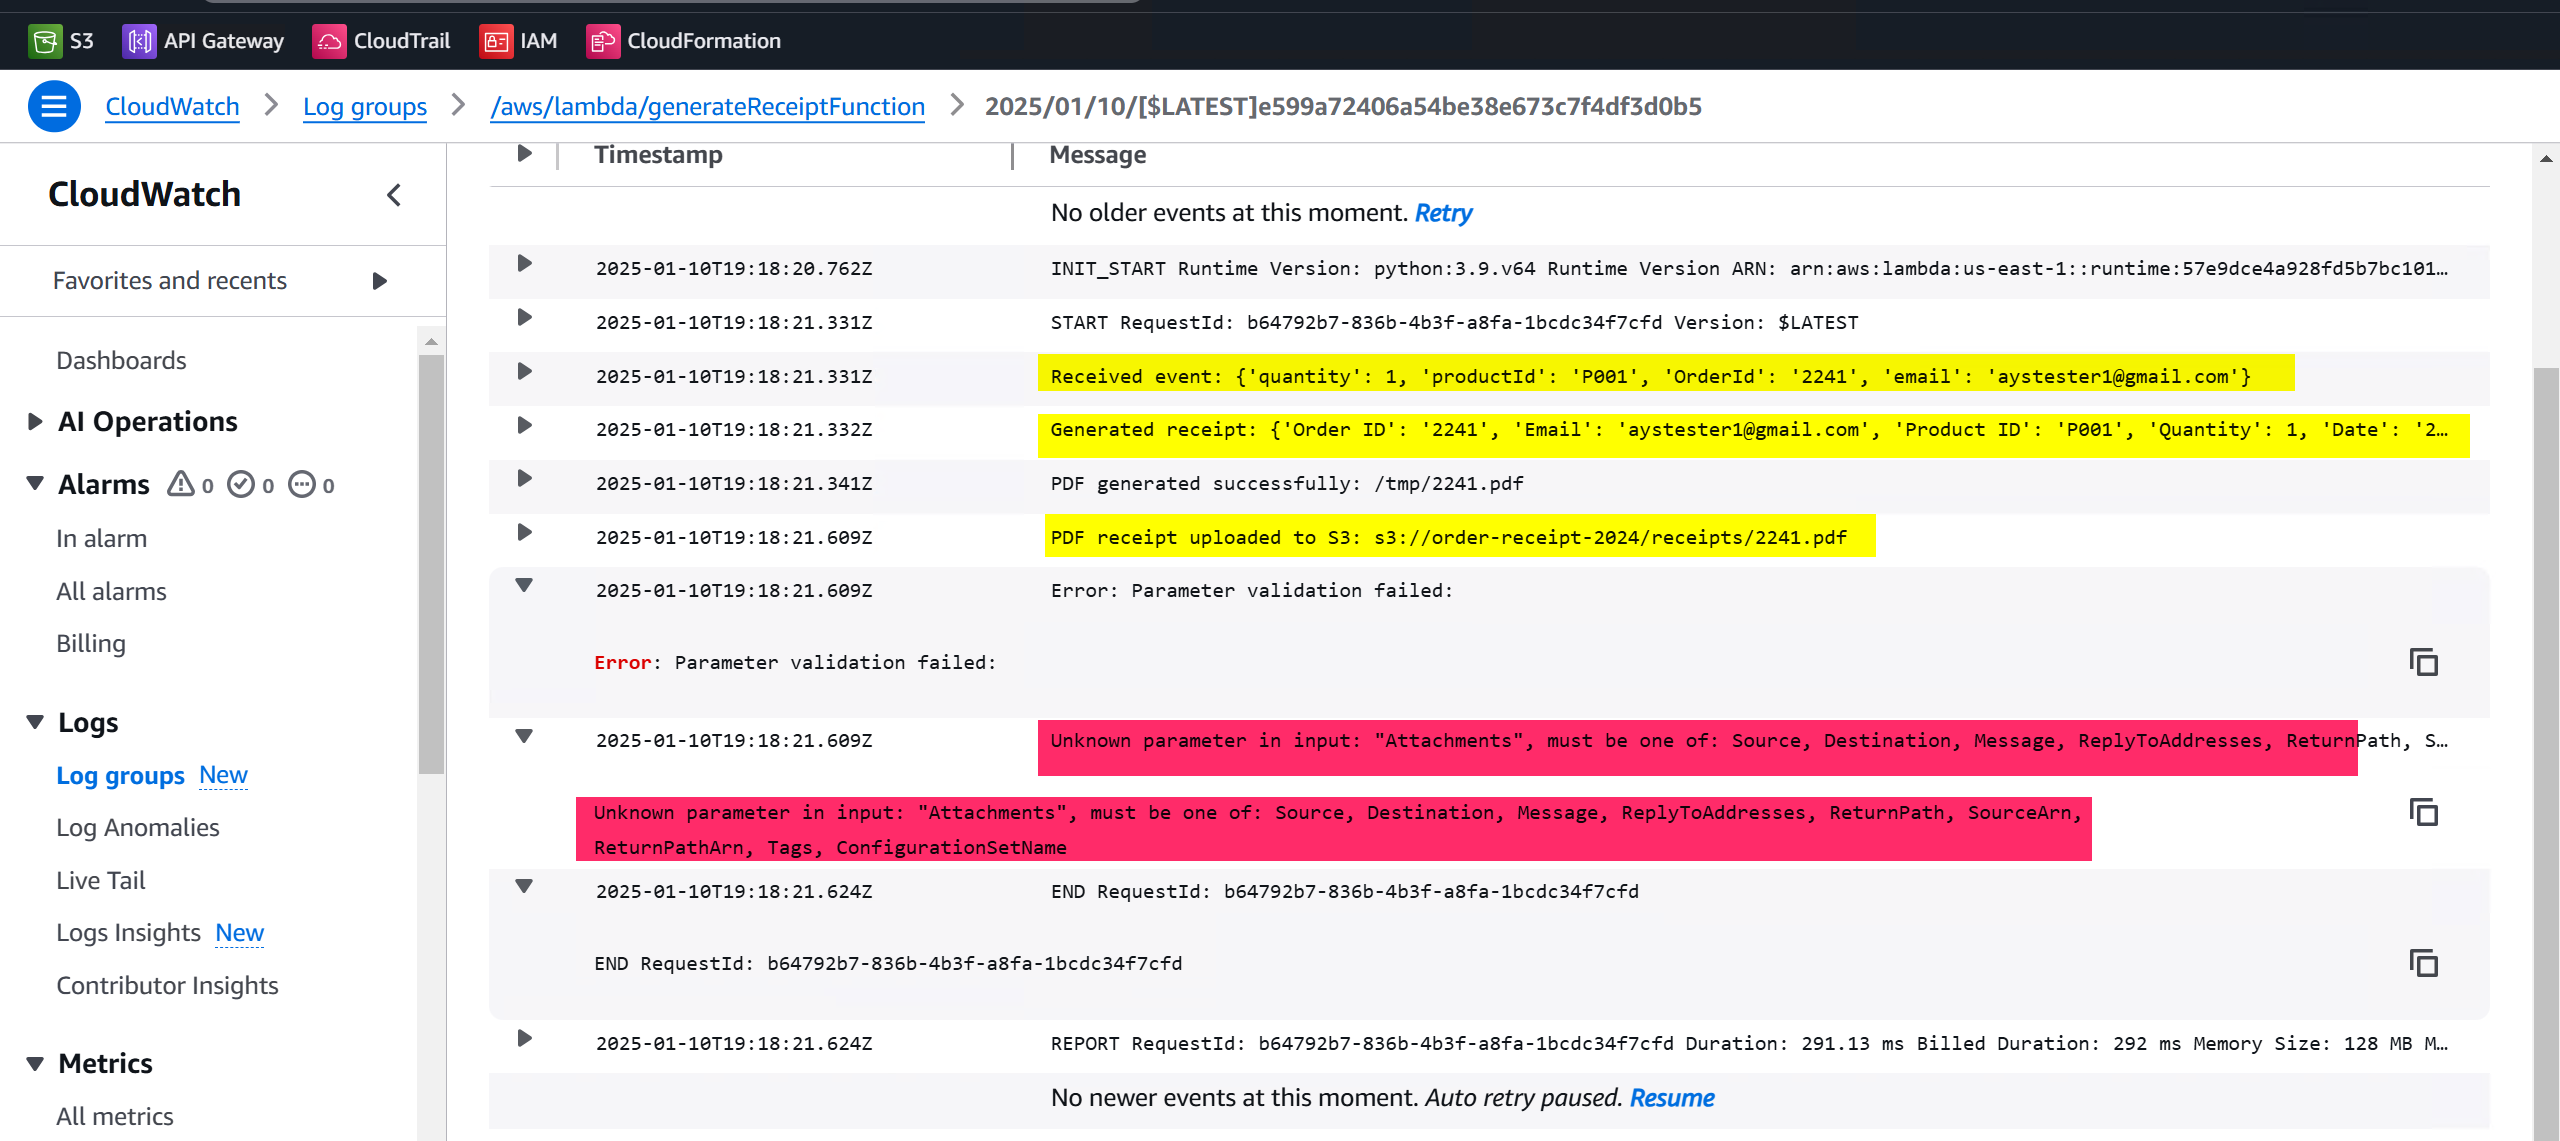 S3 API Gateway CloudTrail IAM CloudFormation
CloudWatch > Log groups > /aws/lambda/generateReceiptFunction > 2025/01/10/[$LATEST]e599a72406a54be38e673c7f4df3d0b5
CloudWatch
Favorites and recents
Dashboards
AI Operations
Alarms 0 0 0
In alarm
All alarms
Billing
Logs
Log groups New
Log Anomalies
Live Tail
Logs Insights New
Contributor Insights
Metrics
All metrics
Timestamp Message
No older events at this moment. Retry
2025-01-10T19:18:20.762Z INIT_START Runtime Version: python:3.9.v64 Runtime Version ARN: arn:aws:lambda:us-east-1::runtime:57e9dce4a928fd5b7bc101…
2025-01-10T19:18:21.331Z START RequestId: b64792b7-836b-4b3f-a8fa-1bcdc34f7cfd Version: $LATEST
2025-01-10T19:18:21.331Z Received event: {'quantity': 1, 'productId': 'P001', 'OrderId': '2241', 'email': 'aystester1@gmail.com'}
2025-01-10T19:18:21.332Z Generated receipt: {'Order ID': '2241', 'Email': 'aystester1@gmail.com', 'Product ID': 'P001', 'Quantity': 1, 'Date': '2…
2025-01-10T19:18:21.341Z PDF generated successfully: /tmp/2241.pdf
2025-01-10T19:18:21.609Z PDF receipt uploaded to S3: s3://order-receipt-2024/receipts/2241.pdf
2025-01-10T19:18:21.609Z Error: Parameter validation failed:
Error: Parameter validation failed:
2025-01-10T19:18:21.609Z Unknown parameter in input: "Attachments", must be one of: Source, Destination, Message, ReplyToAddresses, ReturnPath, S…
Unknown parameter in input: "Attachments", must be one of: Source, Destination, Message, ReplyToAddresses, ReturnPath, SourceArn,
ReturnPathArn, Tags, ConfigurationSetName
2025-01-10T19:18:21.624Z END RequestId: b64792b7-836b-4b3f-a8fa-1bcdc34f7cfd
END RequestId: b64792b7-836b-4b3f-a8fa-1bcdc34f7cfd
2025-01-10T19:18:21.624Z REPORT RequestId: b64792b7-836b-4b3f-a8fa-1bcdc34f7cfd Duration: 291.13 ms Billed Duration: 292 ms Memory Size: 128 MB M…
No newer events at this moment. Auto retry paused. Resume